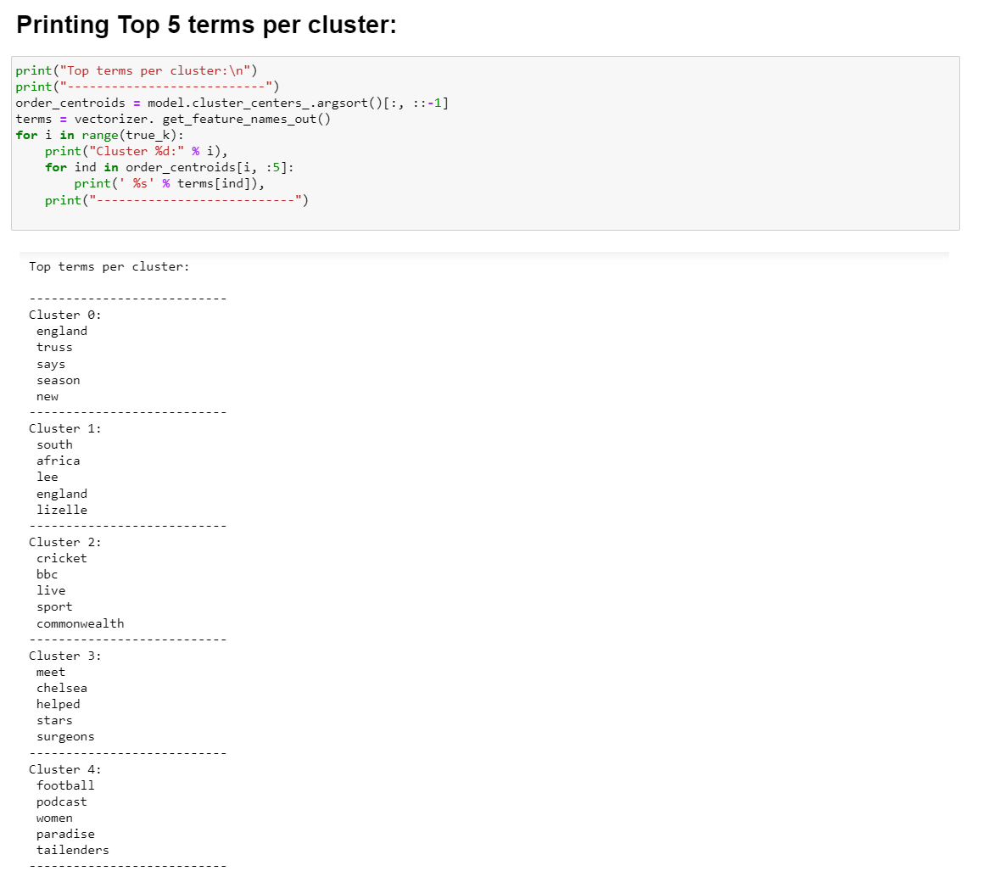 Printing Top 5 terms per cluster:
print("Top terms per cluster:\n")
print("---------------------------")
order_centroids = model.cluster_centers_.argsort()[:, ::-1]
terms = vectorizer. get_feature_names_out()
for i in range(true_k):
    print("Cluster %d:" % i),
    for ind in order_centroids[i, :5]:
        print(' %s' % terms[ind]),
    print("---------------------------")
Top terms per cluster:
---------------------------
Cluster 0:
 england
 truss
 says
 season
 new
---------------------------
Cluster 1:
 south
 africa
 lee
 england
 lizelle
---------------------------
Cluster 2:
 cricket
 bbc
 live
 sport
 commonwealth
---------------------------
Cluster 3:
 meet
 chelsea
 helped
 stars
 surgeons
---------------------------
Cluster 4:
 football
 podcast
 women
 paradise
 tailenders
---------------------------